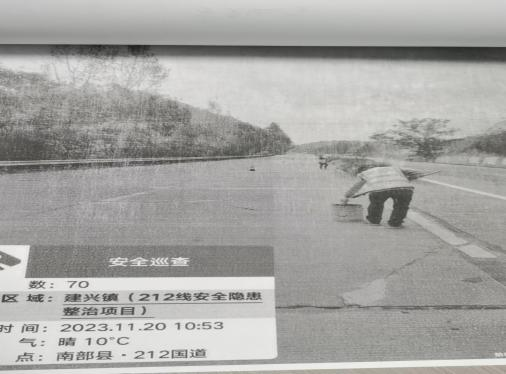 安全巡查
数：70
区 域：建兴镇（212线安全隐患
整治项目）
时 间：2023.11.20 10:53
气：晴 10°C
点：南部县·212国道